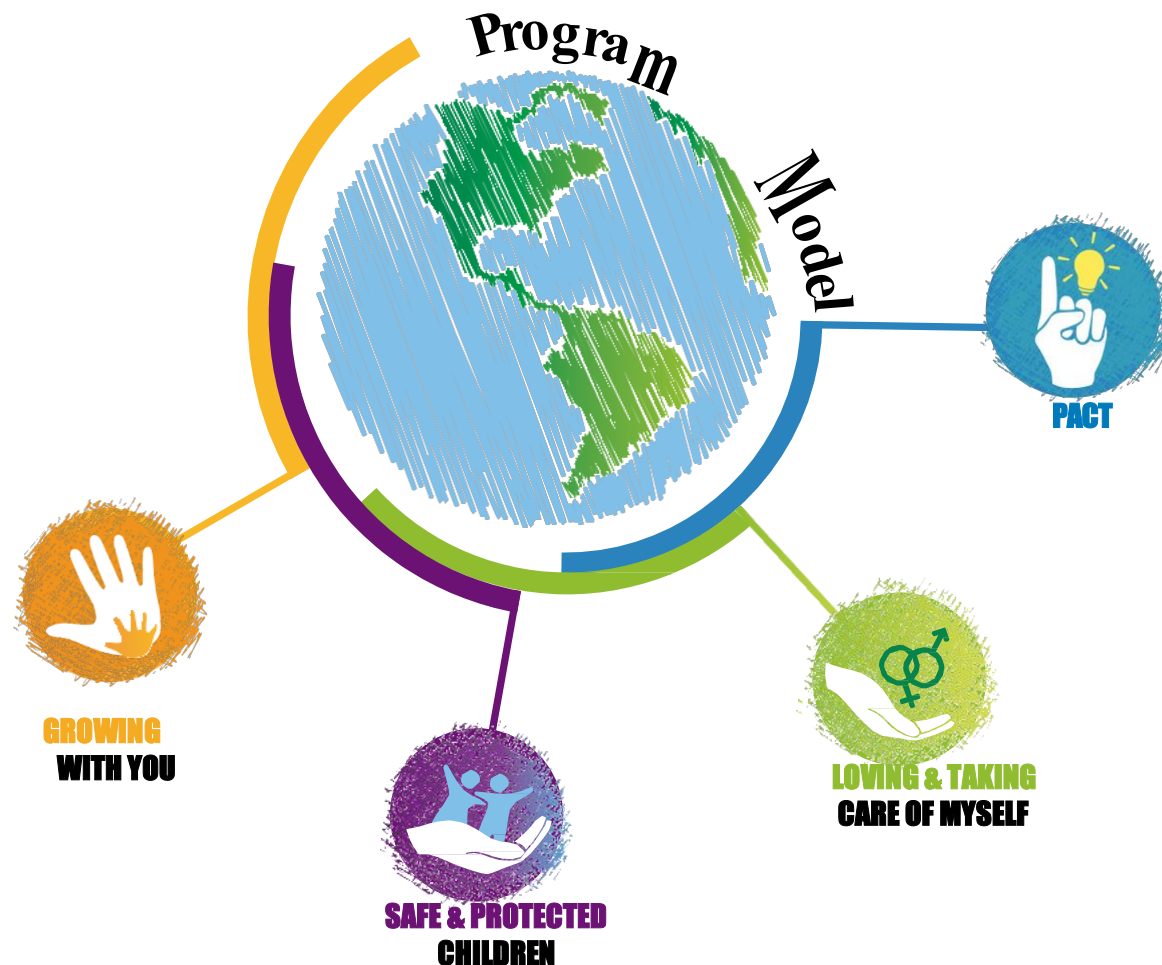 Program
Model
PACT
GROWING
WITH YOU
LOVING & TAKING
CARE OF MYSELF
SAFE & PROTECTED
CHILDREN